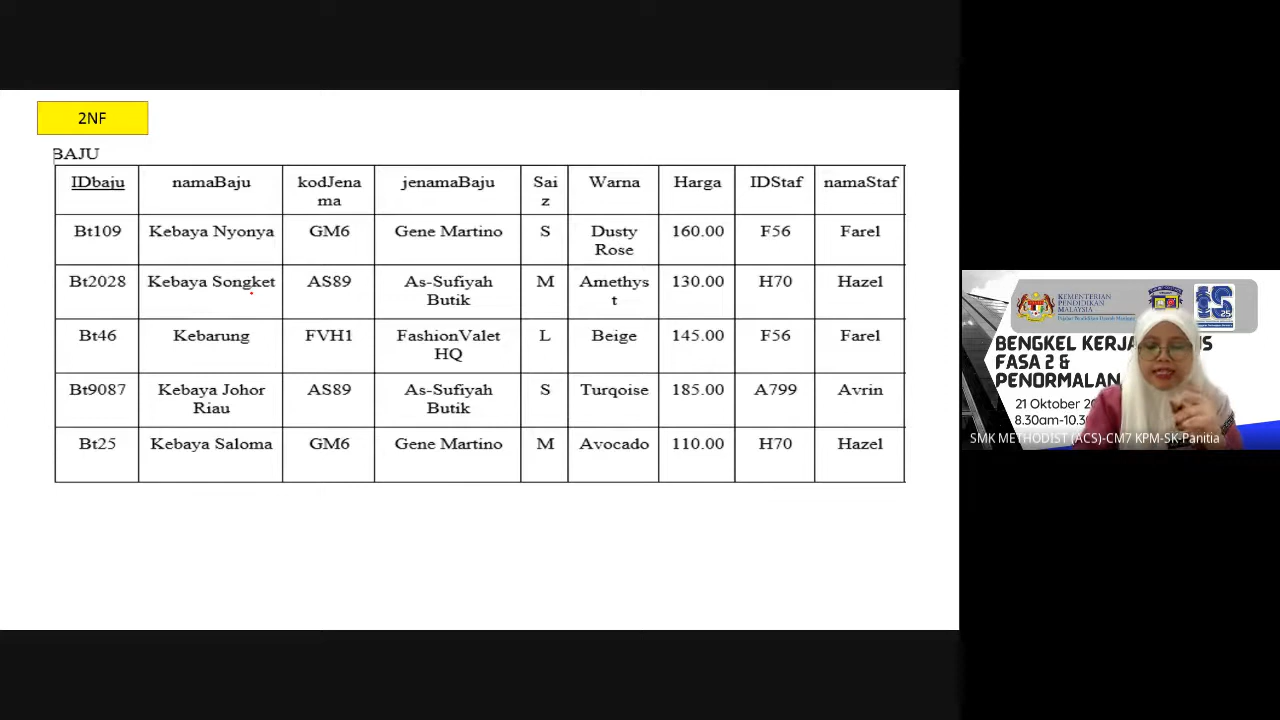 2NF
BAJU
IDbaju namaBaju kodJena jenamaBaju Sai Warna Harga IDStaf namaStaf
ma z
Bt109 Kebaya Nyonya GM6 Gene Martino S Dusty 160.00 F56 Farel
Rose
Bt2028 Kebaya Songket AS89 As-Sufiyah M Amethys 130.00 H70 Hazel
Butik t
Bt46 Kebarung FVH1 FashionValet L Beige 145.00 F56 Farel
HQ
Bt9087 Kebaya Johor AS89 As-Sufiyah S Turqoise 185.00 A799 Avrin
Riau Butik
Bt25 Kebaya Saloma GM6 Gene Martino M Avocado 110.00 H70 Hazel
KEMENTERIAN
PENDIDIKAN
MALAYSIA
BENGKEL
FASA 2 &
PENORMALAN
21 Oktober
8.30am-10.3
SMK METHODIST (ACS)-CM7 KPM-SK-Panitia